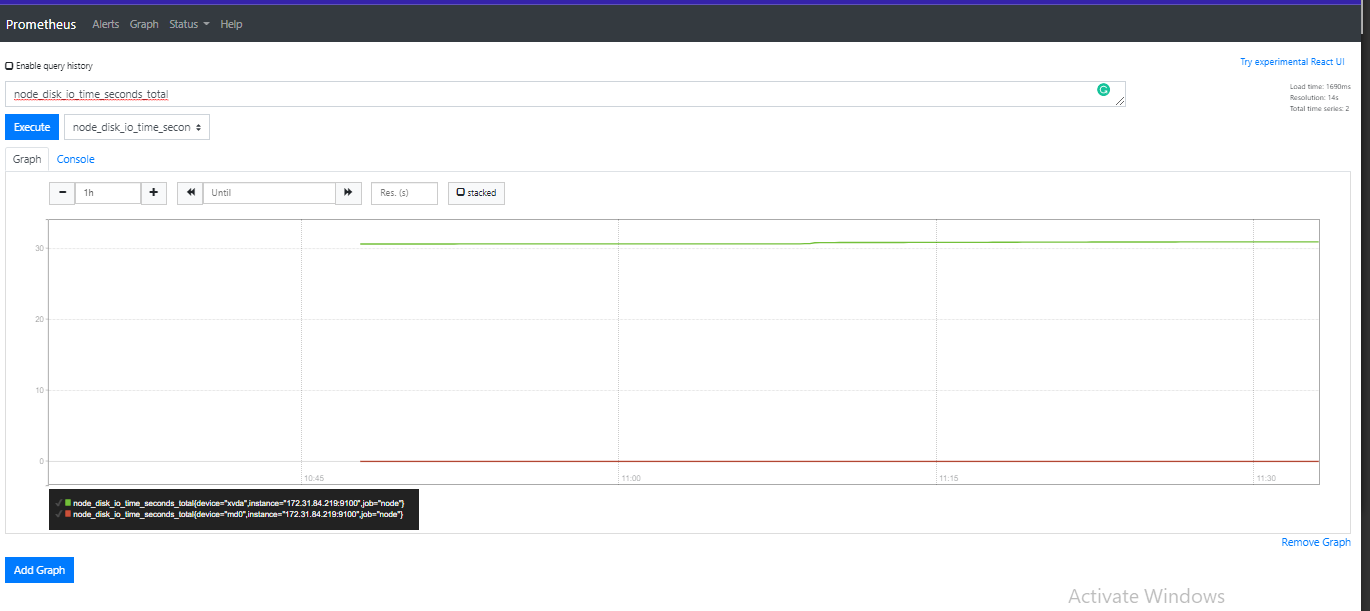 Prometheus Alerts Graph Status Help
Enable query history
Try experimental React UI
node_disk_io_time_seconds_total
Load time: 1690ms
Resolution: 14s
Total time series: 2
Execute node_disk_io_time_secon
Graph Console
1h Until Res. (s) stacked
30
20
10
0
10:45 11:00 11:15 11:30
node_disk_io_time_seconds_total{device="xvda",instance="172.31.84.219:9100",job="node"}
node_disk_io_time_seconds_total{device="md0",instance="172.31.84.219:9100",job="node"}
Remove Graph
Add Graph
Activate Windows